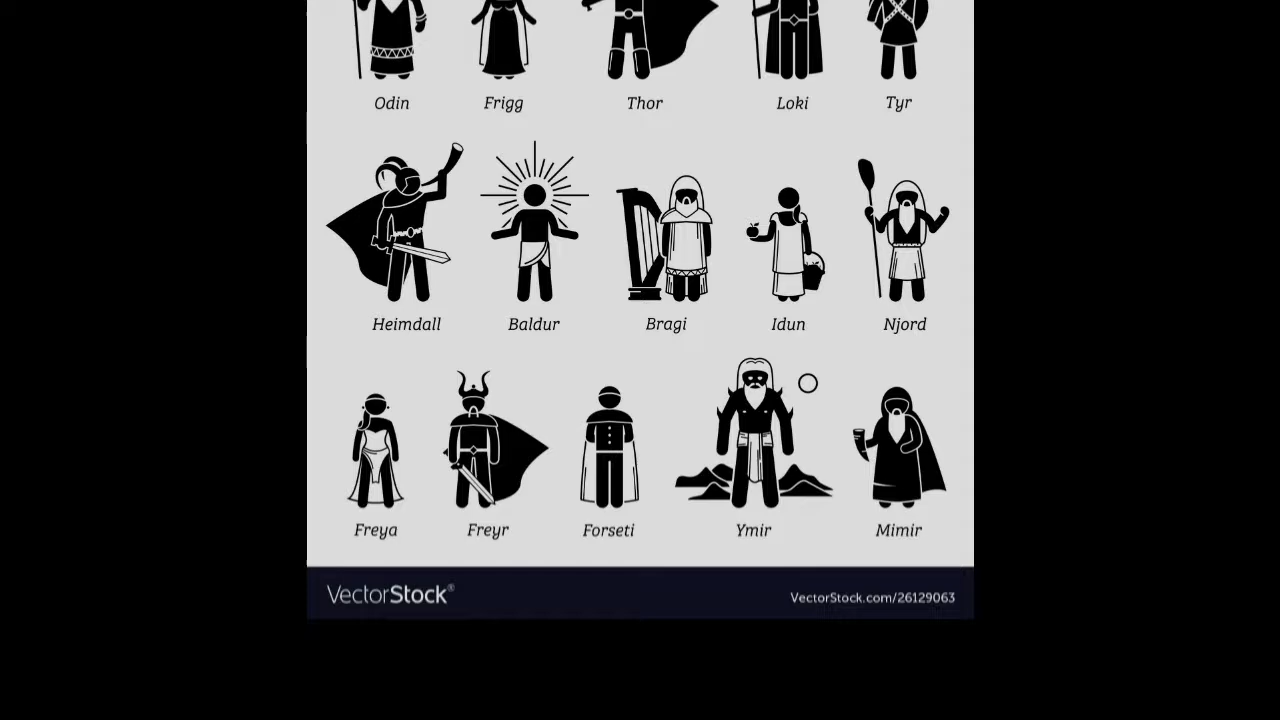 Odin Frigg Thor Loki Tyr
Heimdall Baldur Bragi Idun Njord
Freya Freyr Forseti Ymir Mimir
VectorStock® VectorStock.com/26129063